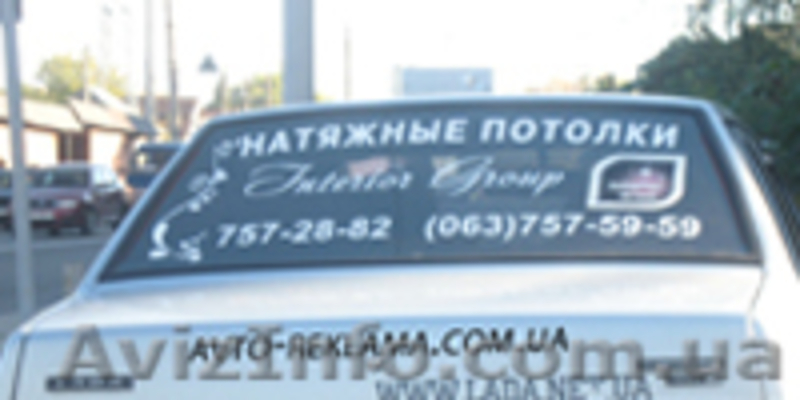 НАТЯЖНЫЕ ПОТОЛКИ
Interior Group
757-28-82 (063)757-59-59
AVTO-REKLAMA.COM.UA
AvizInfo.com.ua
WWW.LADA.NET.UA